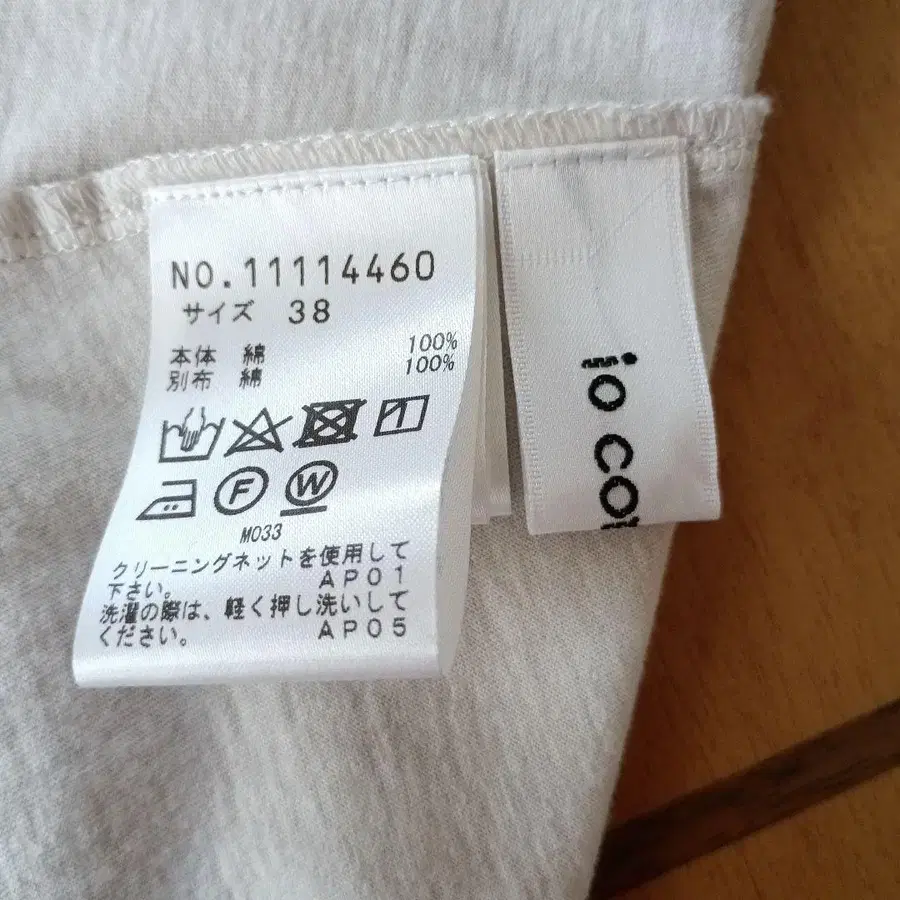 NO.11114460
サイズ 38
本体 綿 100%
別布 綿 100%
F W
M033
クリーニングネットを使用して
下さい。 AP01
洗濯の際は、軽く押し洗いして
ください。 AP05
io